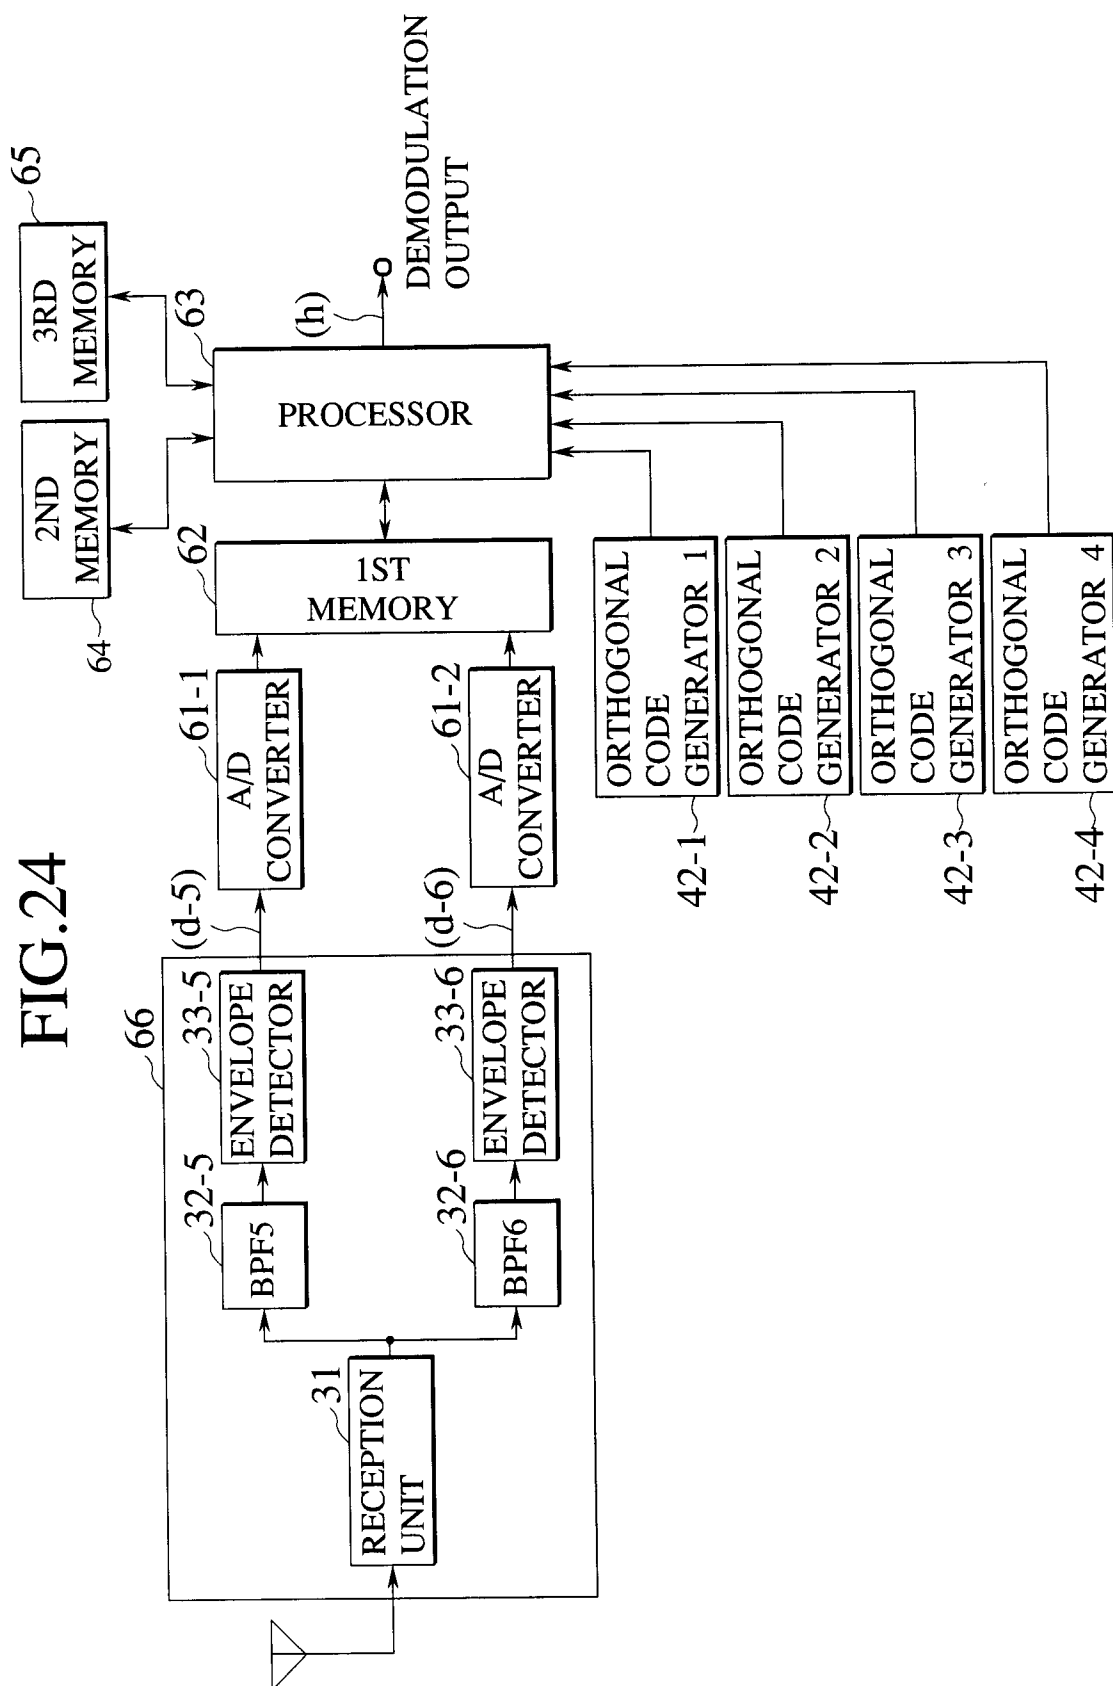 FIG.24
66
31
RECEPTION
UNIT
32-5
BPF5
33-5
ENVELOPE
DETECTOR
(d-5)
61-1
A/D
CONVERTER
32-6
BPF6
33-6
ENVELOPE
DETECTOR
(d-6)
61-2
A/D
CONVERTER
62
1ST
MEMORY
63
PROCESSOR
64
2ND
MEMORY
65
3RD
MEMORY
(h)
DEMODULATION
OUTPUT
42-1
ORTHOGONAL
CODE
GENERATOR 1
42-2
ORTHOGONAL
CODE
GENERATOR 2
42-3
ORTHOGONAL
CODE
GENERATOR 3
42-4
ORTHOGONAL
CODE
GENERATOR 4